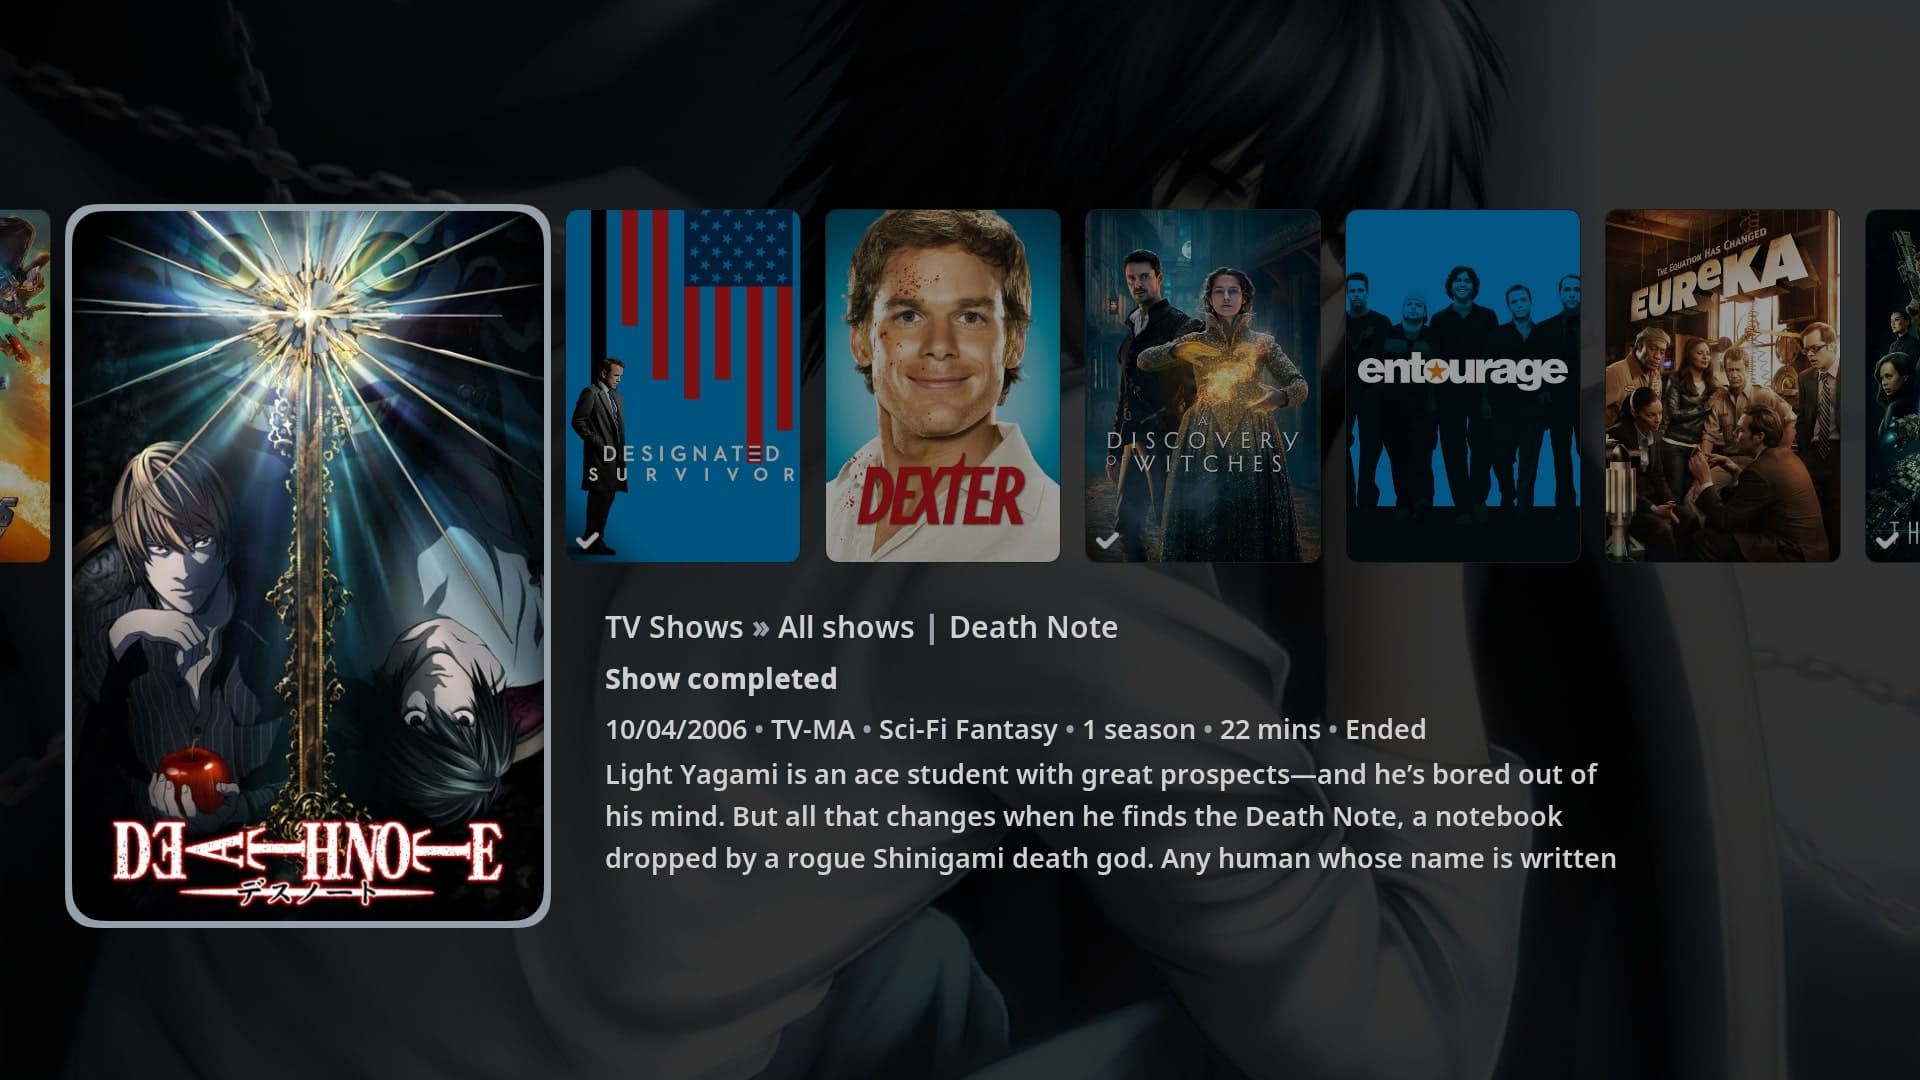 DEATHNOTE
デスノート
DESIGNATED
SURVIVOR
DEXTER
A
DISCOVERY
OF WITCHES
entourage
THE EQUATION HAS CHANGED
EUReKA
TH
TV Shows » All shows | Death Note
Show completed
10/04/2006 • TV-MA • Sci-Fi Fantasy • 1 season • 22 mins • Ended
Light Yagami is an ace student with great prospects—and he’s bored out of
his mind. But all that changes when he finds the Death Note, a notebook
dropped by a rogue Shinigami death god. Any human whose name is written